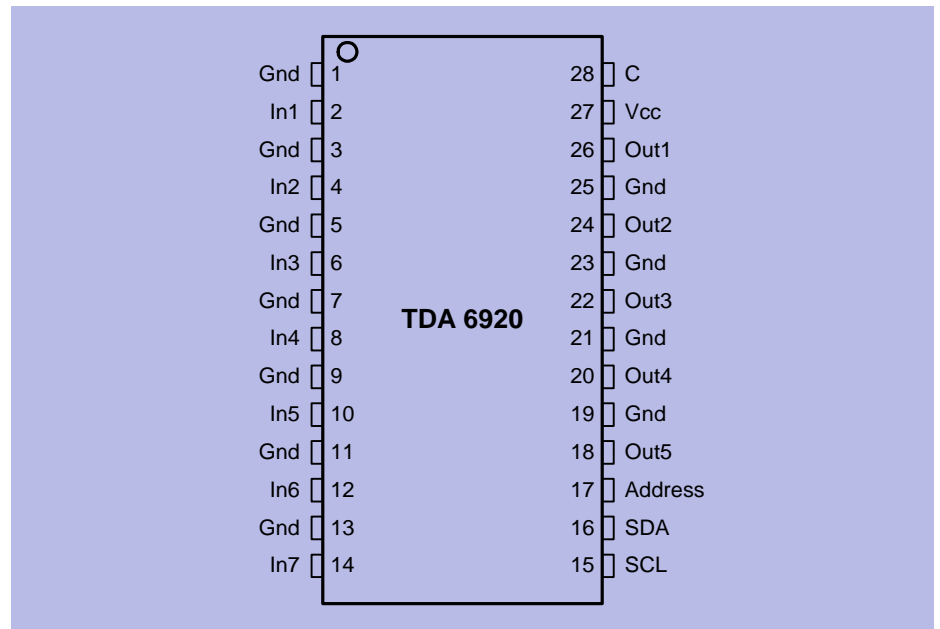 Gnd 1 28 C
In1 2 27 Vcc
Gnd 3 26 Out1
In2 4 25 Gnd
Gnd 5 24 Out2
In3 6 23 Gnd
Gnd 7 22 Out3
TDA 6920
In4 8 21 Gnd
Gnd 9 20 Out4
In5 10 19 Gnd
Gnd 11 18 Out5
In6 12 17 Address
Gnd 13 16 SDA
In7 14 15 SCL